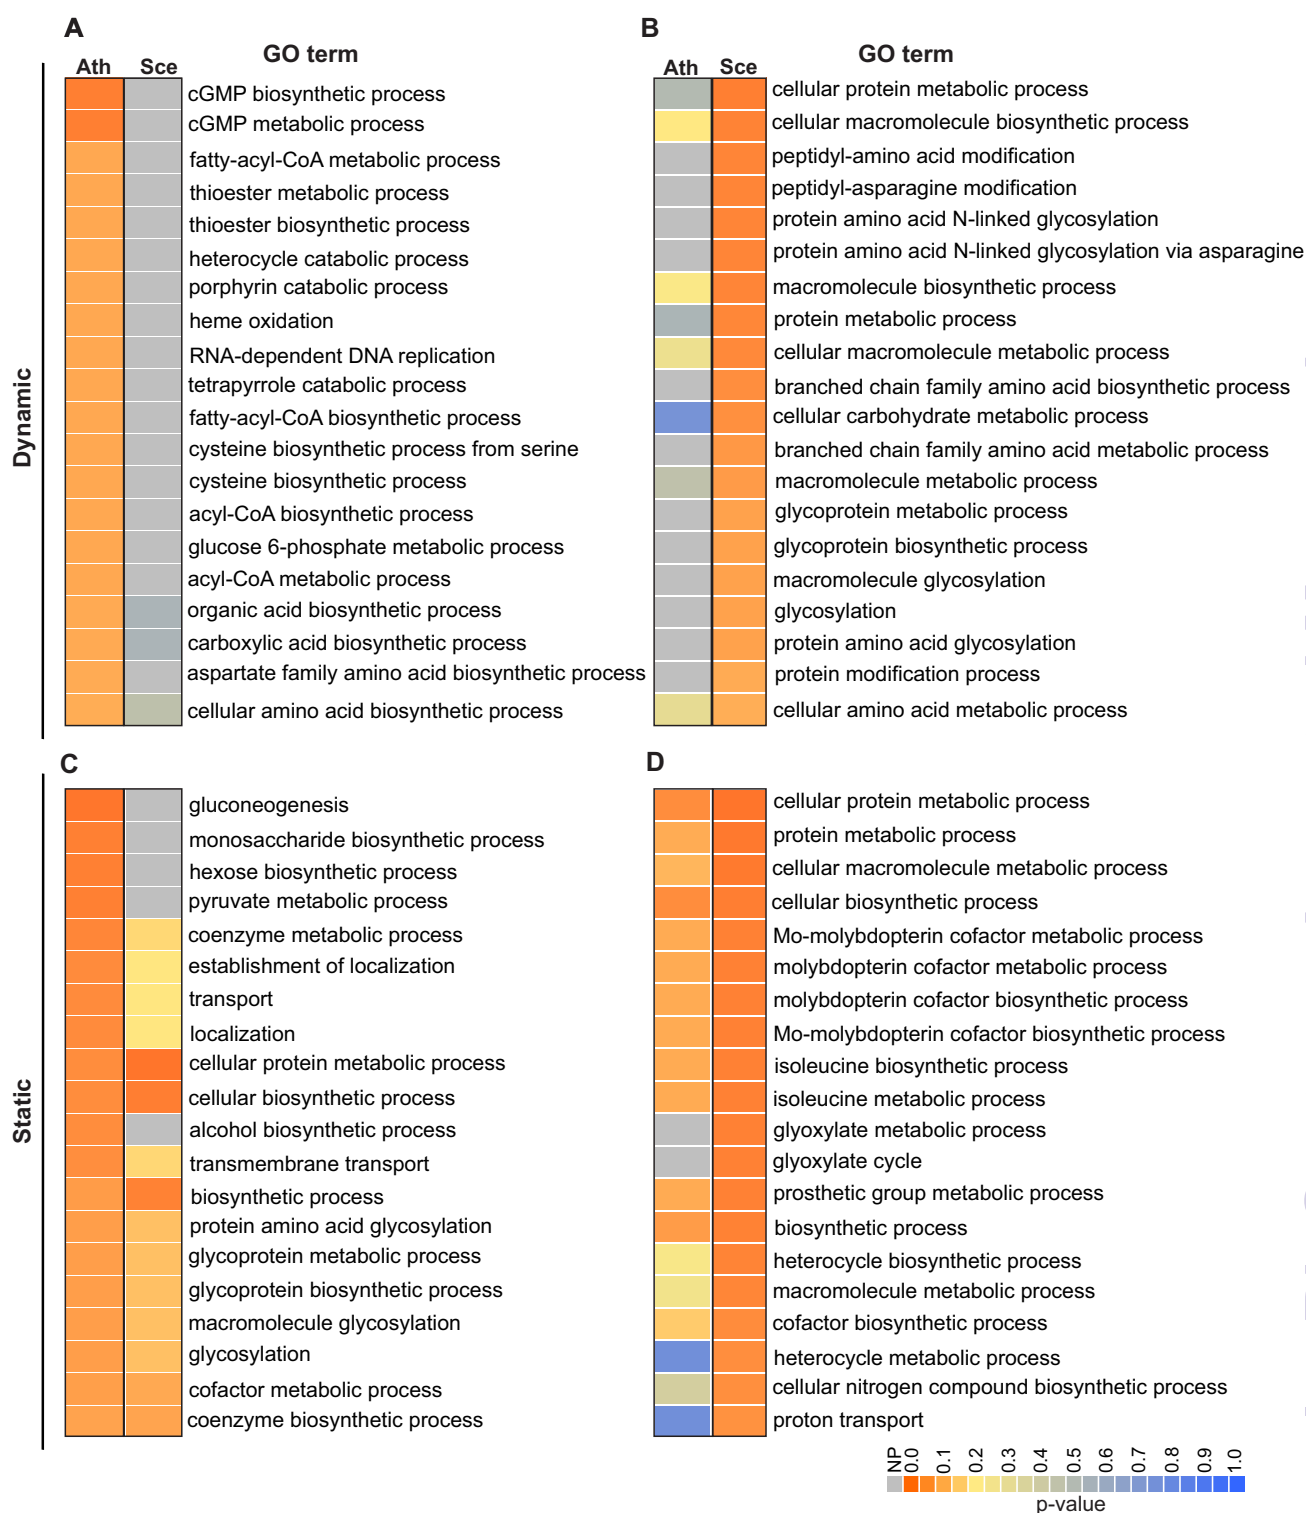 A
GO term
Ath Sce
Dynamic
cGMP biosynthetic process
cGMP metabolic process
fatty-acyl-CoA metabolic process
thioester metabolic process
thioester biosynthetic process
heterocycle catabolic process
porphyrin catabolic process
heme oxidation
RNA-dependent DNA replication
tetrapyrrole catabolic process
fatty-acyl-CoA biosynthetic process
cysteine biosynthetic process from serine
cysteine biosynthetic process
acyl-CoA biosynthetic process
glucose 6-phosphate metabolic process
acyl-CoA metabolic process
organic acid biosynthetic process
carboxylic acid biosynthetic process
aspartate family amino acid biosynthetic process
cellular amino acid biosynthetic process
B
GO term
Ath Sce
cellular protein metabolic process
cellular macromolecule biosynthetic process
peptidyl-amino acid modification
peptidyl-asparagine modification
protein amino acid N-linked glycosylation
protein amino acid N-linked glycosylation via asparagine
macromolecule biosynthetic process
protein metabolic process
cellular macromolecule metabolic process
branched chain family amino acid biosynthetic process
cellular carbohydrate metabolic process
branched chain family amino acid metabolic process
macromolecule metabolic process
glycoprotein metabolic process
glycoprotein biosynthetic process
macromolecule glycosylation
glycosylation
protein amino acid glycosylation
protein modification process
cellular amino acid metabolic process
C
Static
gluconeogenesis
monosaccharide biosynthetic process
hexose biosynthetic process
pyruvate metabolic process
coenzyme metabolic process
establishment of localization
transport
localization
cellular protein metabolic process
cellular biosynthetic process
alcohol biosynthetic process
transmembrane transport
biosynthetic process
protein amino acid glycosylation
glycoprotein metabolic process
glycoprotein biosynthetic process
macromolecule glycosylation
glycosylation
cofactor metabolic process
coenzyme biosynthetic process
D
cellular protein metabolic process
protein metabolic process
cellular macromolecule metabolic process
cellular biosynthetic process
Mo-molybdopterin cofactor metabolic process
molybdopterin cofactor metabolic process
molybdopterin cofactor biosynthetic process
Mo-molybdopterin cofactor biosynthetic process
isoleucine biosynthetic process
isoleucine metabolic process
glyoxylate metabolic process
glyoxylate cycle
prosthetic group metabolic process
biosynthetic process
heterocycle biosynthetic process
macromolecule metabolic process
cofactor biosynthetic process
heterocycle metabolic process
cellular nitrogen compound biosynthetic process
proton transport
NP 0.0 0.1 0.2 0.3 0.4 0.5 0.6 0.7 0.8 0.9 1.0
p-value